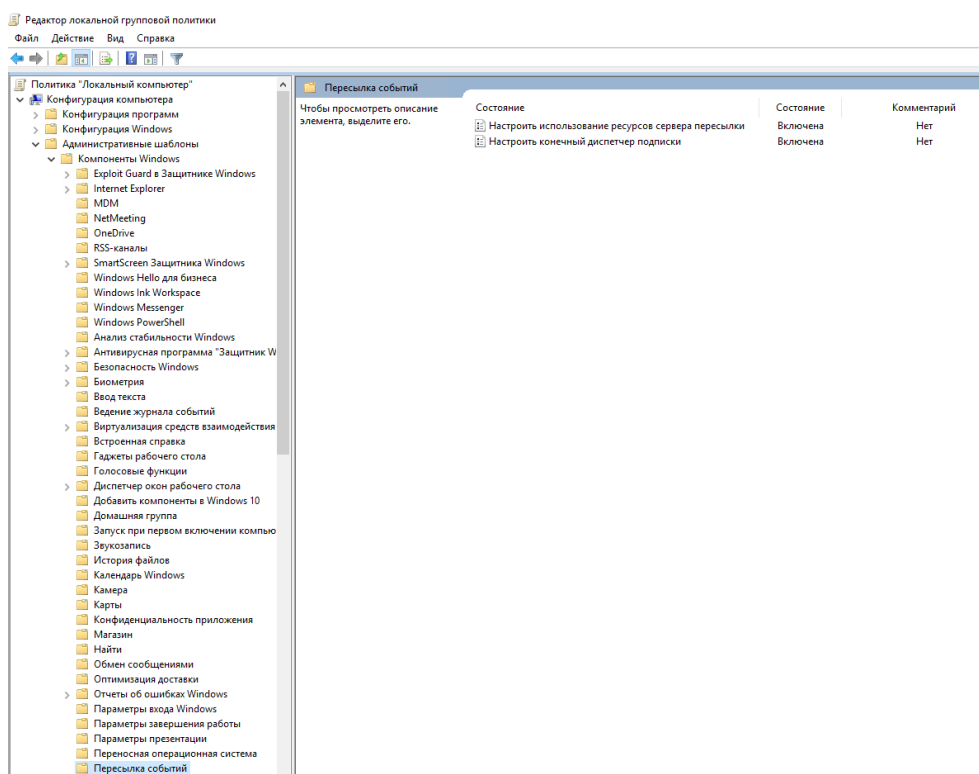 Редактор локальной групповой политики
Файл Действие Вид Справка
Политика "Локальный компьютер"
Конфигурация компьютера
Конфигурация программ
Конфигурация Windows
Административные шаблоны
Компоненты Windows
Exploit Guard в Защитнике Windows
Internet Explorer
MDM
NetMeeting
OneDrive
RSS-каналы
SmartScreen Защитника Windows
Windows Hello для бизнеса
Windows Ink Workspace
Windows Messenger
Windows PowerShell
Анализ стабильности Windows
Антивирусная программа "Защитник W
Безопасность Windows
Биометрия
Ввод текста
Ведение журнала событий
Виртуализация средств взаимодействия
Встроенная справка
Гаджеты рабочего стола
Голосовые функции
Диспетчер окон рабочего стола
Добавить компоненты в Windows 10
Домашняя группа
Запуск при первом включении компью
Звукозапись
История файлов
Календарь Windows
Камера
Карты
Конфиденциальность приложения
Магазин
Найти
Обмен сообщениями
Оптимизация доставки
Отчеты об ошибках Windows
Параметры входа Windows
Параметры завершения работы
Параметры презентации
Переносная операционная система
Пересылка событий
Пересылка событий
Чтобы просмотреть описание
элемента, выделите его.
Состояние Состояние Комментарий
Настроить использование ресурсов сервера пересылки Включена Нет
Настроить конечный диспетчер подписки Включена Нет